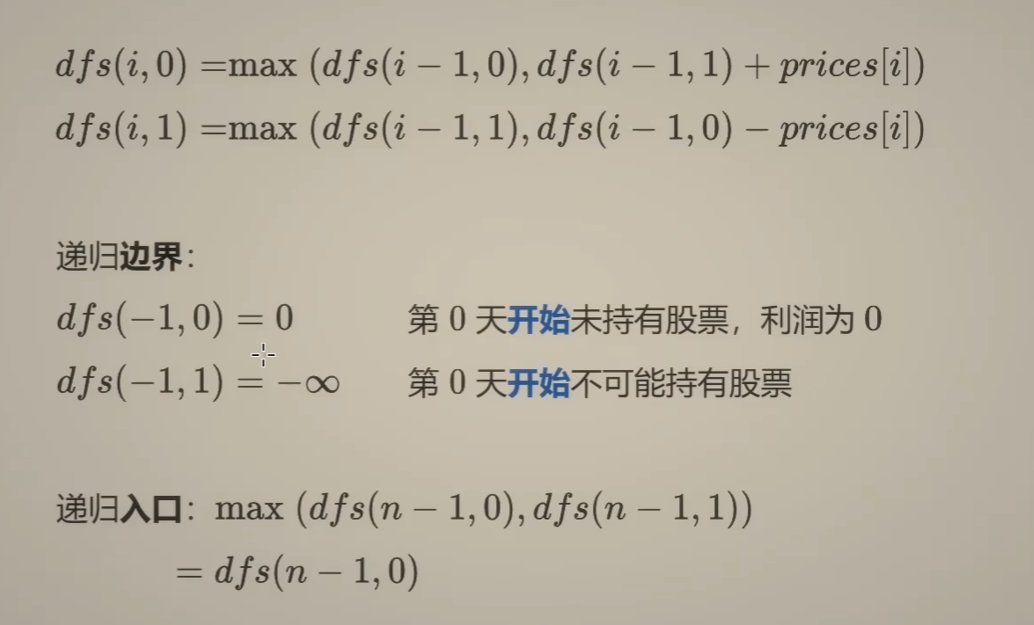 dfs(i, 0) =max (dfs(i − 1, 0), dfs(i − 1, 1) + prices[i])
dfs(i, 1) =max (dfs(i − 1, 1), dfs(i − 1, 0) − prices[i])
递归边界：
dfs(−1, 0) = 0 第 0 天开始未持有股票，利润为 0
dfs(−1, 1) = −∞ 第 0 天开始不可能持有股票
递归入口：max (dfs(n − 1, 0), dfs(n − 1, 1))
= dfs(n − 1, 0)